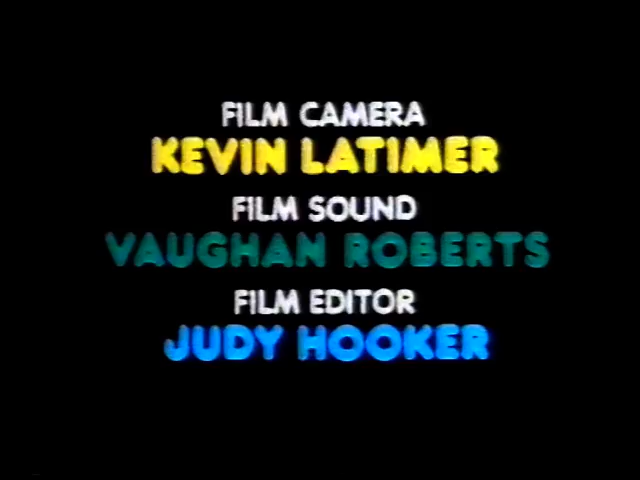 FILM CAMERA
KEVIN LATIMER
FILM SOUND
VAUGHAN ROBERTS
FILM EDITOR
JUDY HOOKER